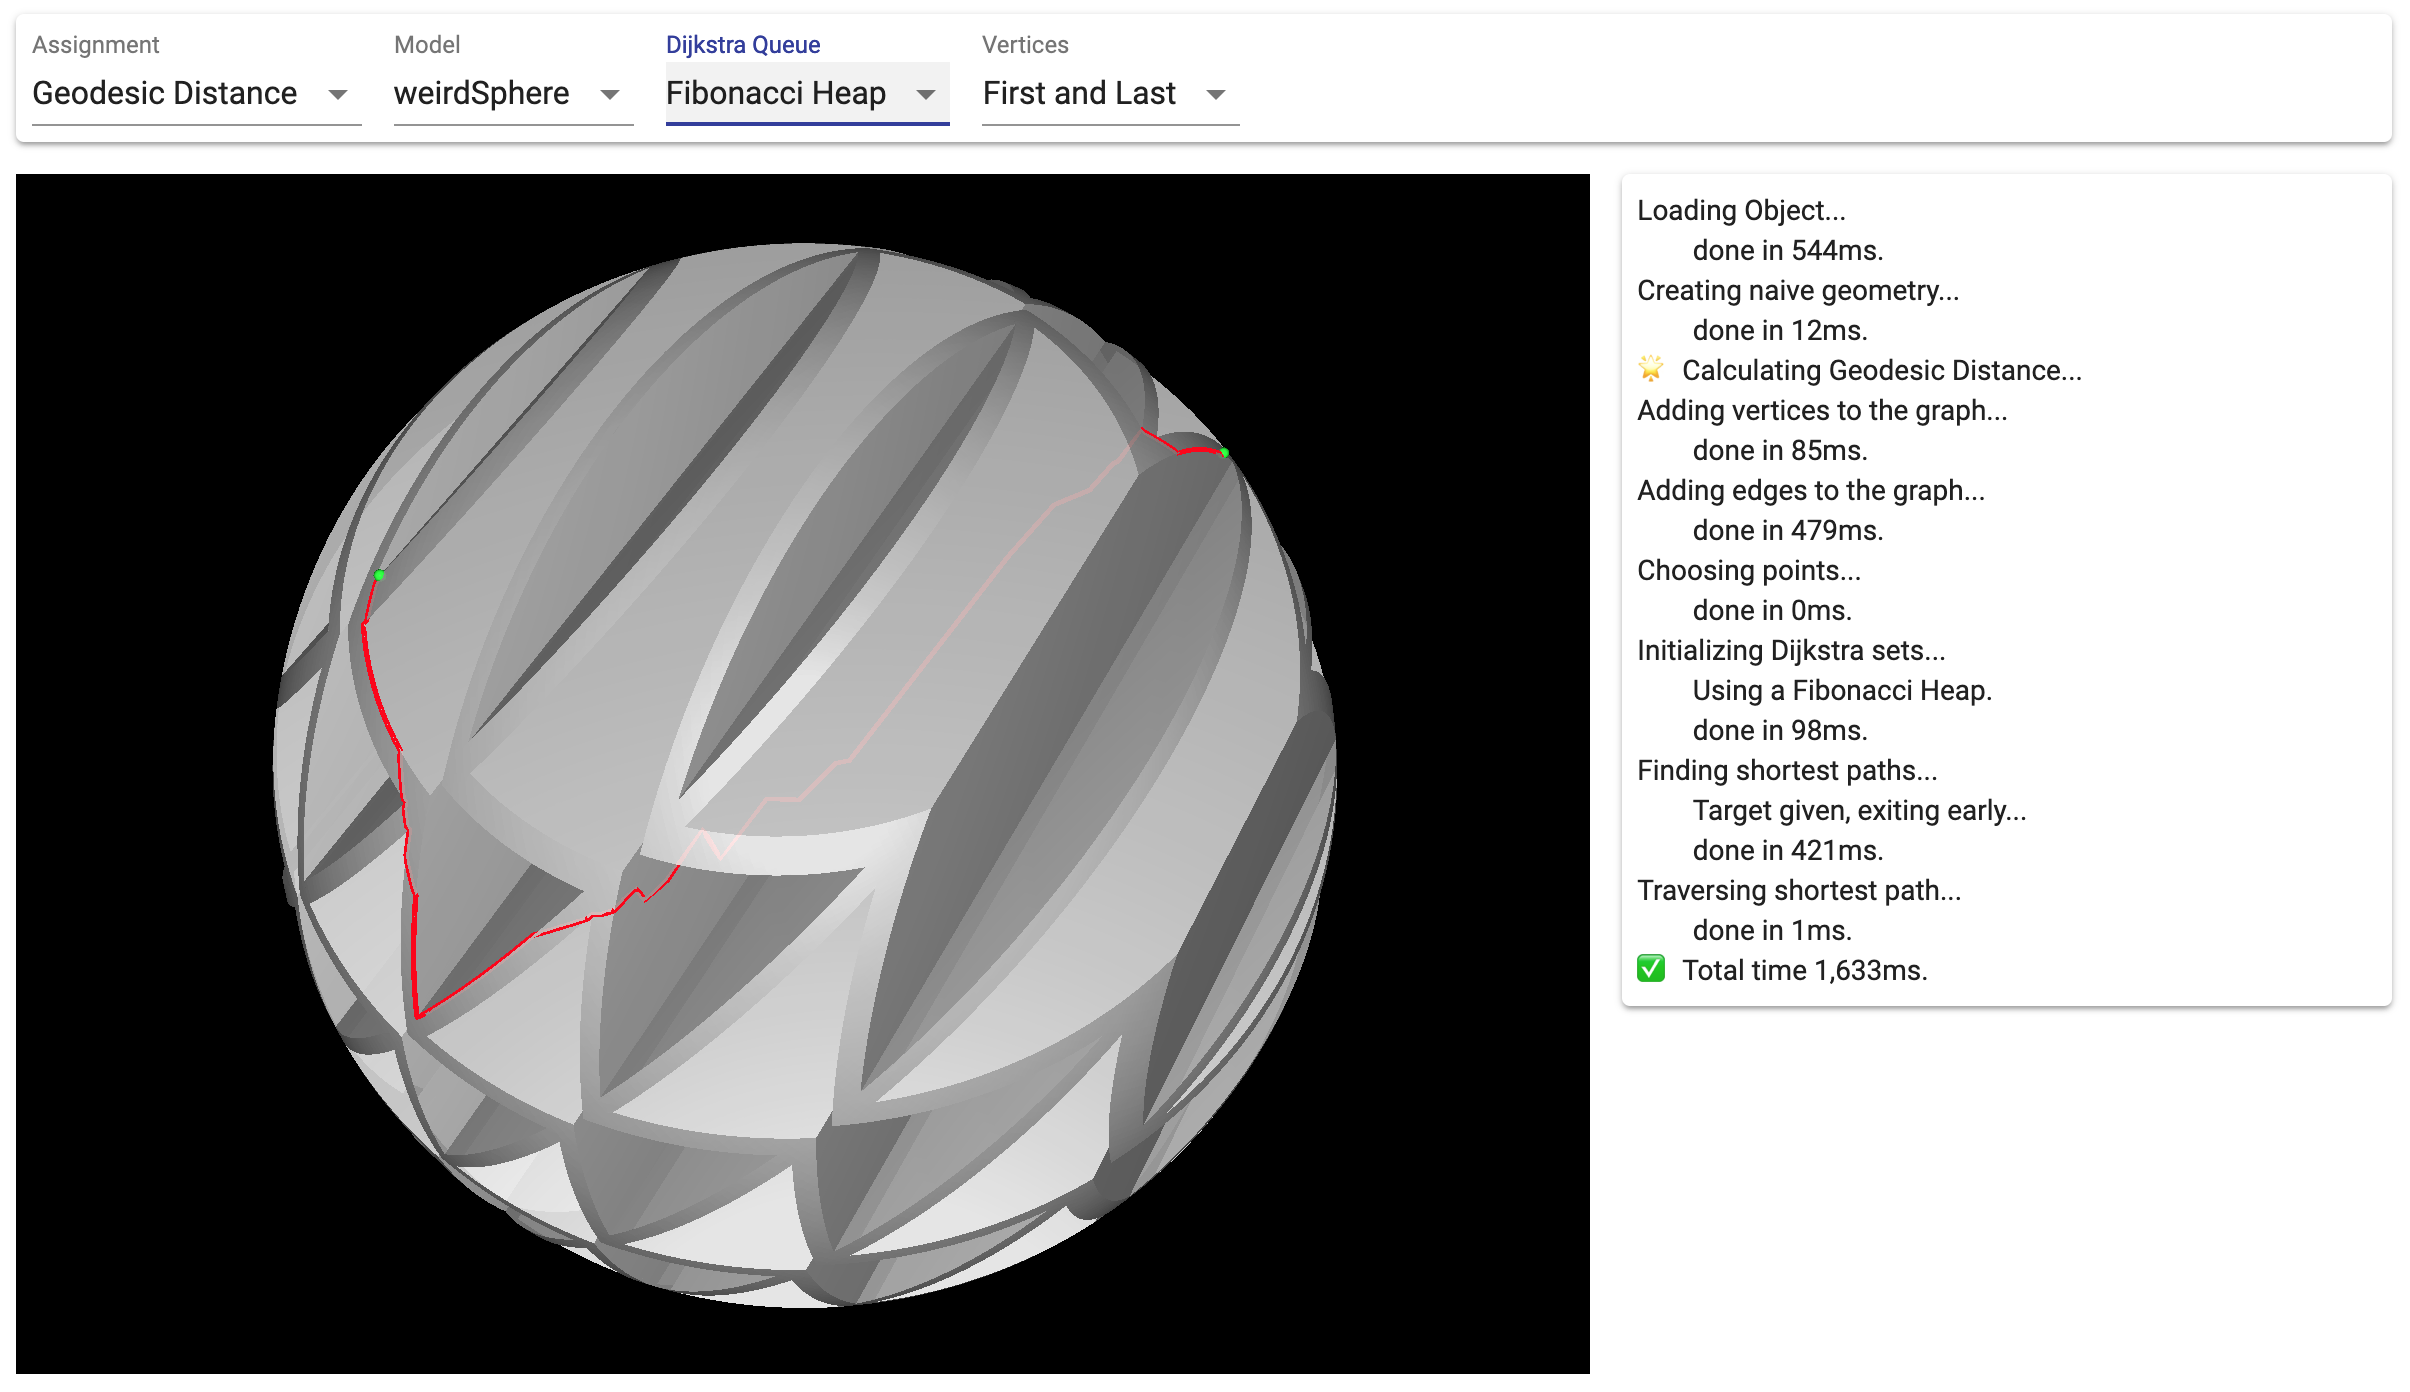 Assignment Model Dijkstra Queue Vertices
Geodesic Distance weirdSphere Fibonacci Heap First and Last
Loading Object...
done in 544ms.
Creating naive geometry...
done in 12ms.
🌟 Calculating Geodesic Distance...
Adding vertices to the graph...
done in 85ms.
Adding edges to the graph...
done in 479ms.
Choosing points...
done in 0ms.
Initializing Dijkstra sets...
Using a Fibonacci Heap.
done in 98ms.
Finding shortest paths...
Target given, exiting early...
done in 421ms.
Traversing shortest path...
done in 1ms.
✅ Total time 1,633ms.